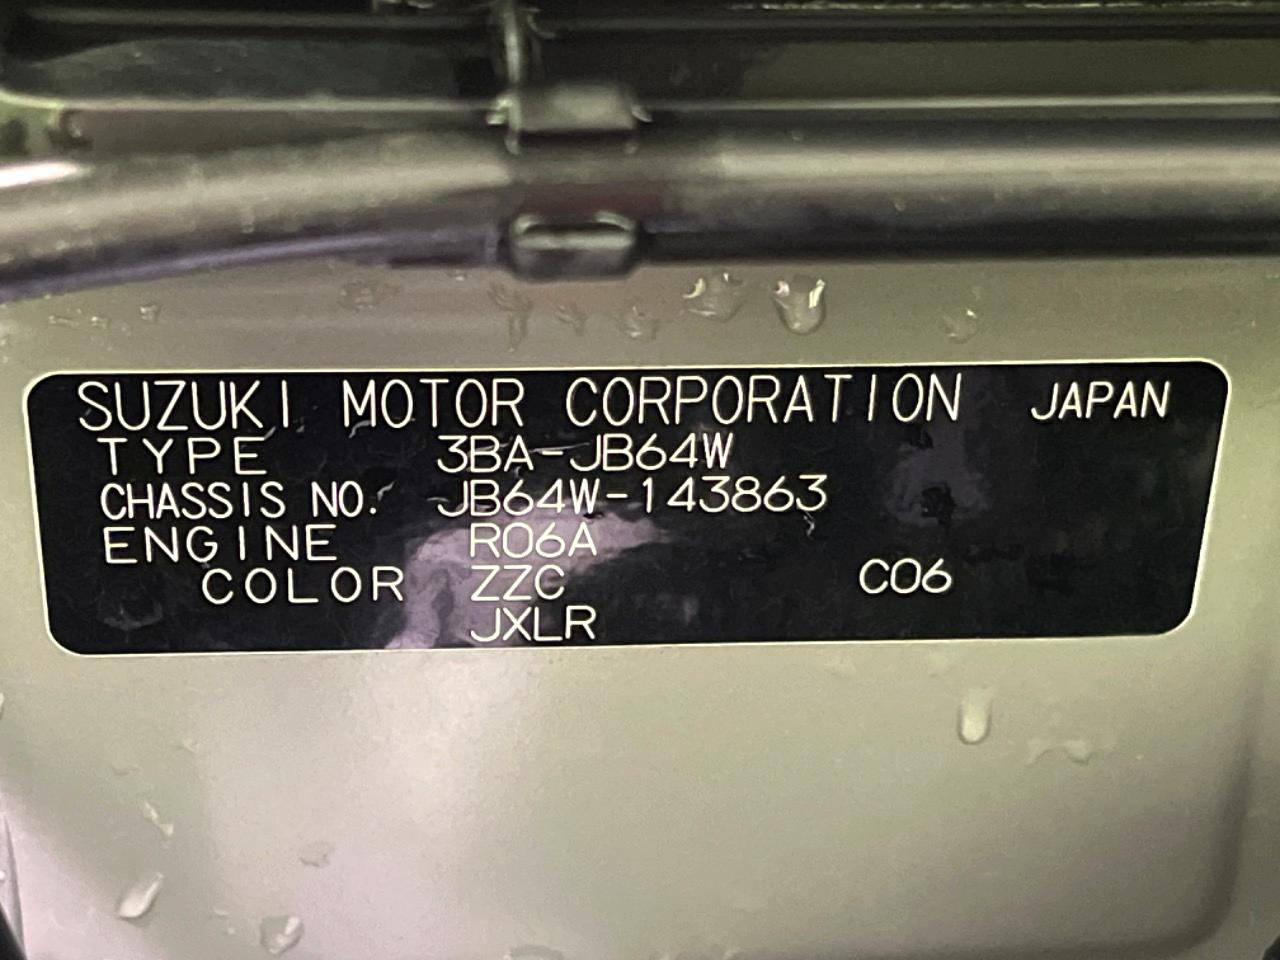 SUZUKI MOTOR CORPORATION JAPAN
TYPE 3BA-JB64W
CHASSIS NO. JB64W-143863
ENGINE R06A
COLOR ZZC C06
JXLR